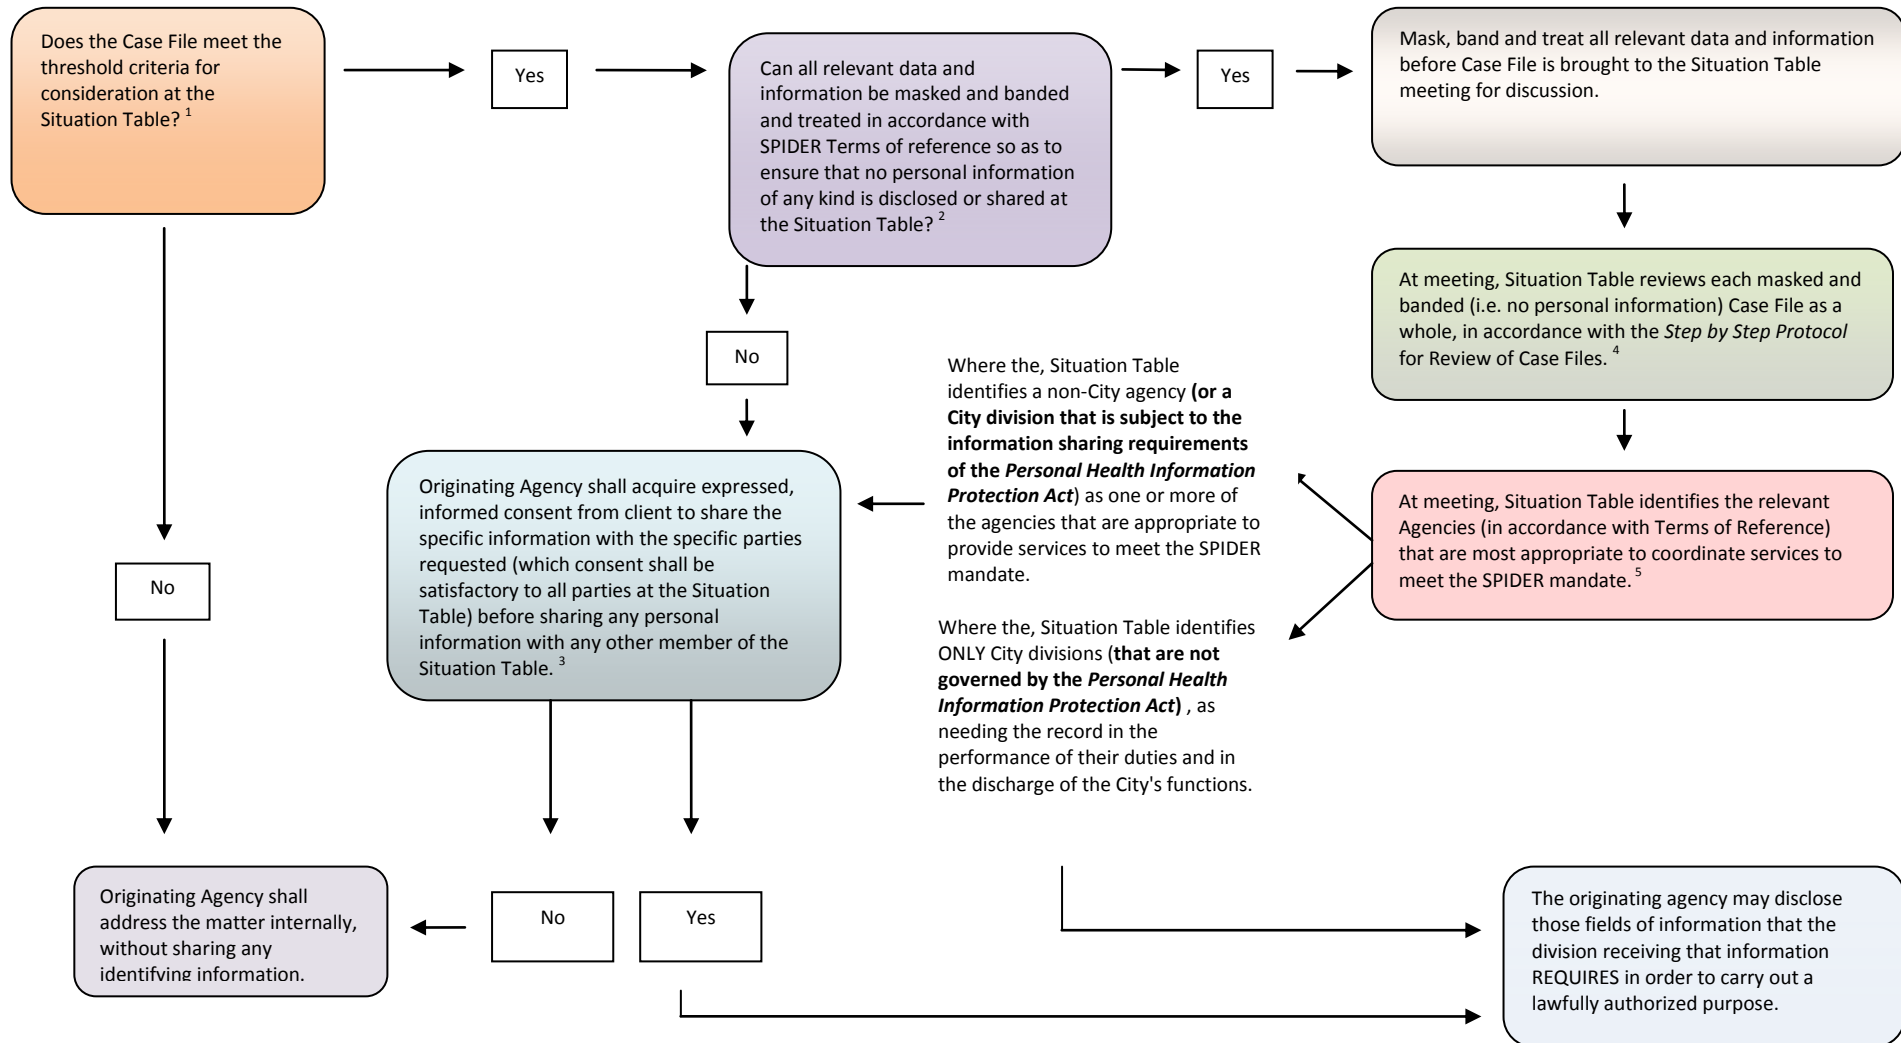 Does the Case File meet the
threshold criteria for
consideration at the
Situation Table? 1
Yes
Can all relevant data and
information be masked and banded
and treated in accordance with
SPIDER Terms of reference so as to
ensure that no personal information
of any kind is disclosed or shared at
the Situation Table? 2
Yes
Mask, band and treat all relevant data and information
before Case File is brought to the Situation Table
meeting for discussion.
At meeting, Situation Table reviews each masked and
banded (i.e. no personal information) Case File as a
whole, in accordance with the Step by Step Protocol
for Review of Case Files. 4
No
Where the, Situation Table
identifies a non-City agency (or a
City division that is subject to the
information sharing requirements
of the Personal Health Information
Protection Act) as one or more of
the agencies that are appropriate to
provide services to meet the SPIDER
mandate.
At meeting, Situation Table identifies the relevant
Agencies (in accordance with Terms of Reference)
that are most appropriate to coordinate services to
meet the SPIDER mandate. 5
Originating Agency shall acquire expressed,
informed consent from client to share the
specific information with the specific parties
requested (which consent shall be
satisfactory to all parties at the Situation
Table) before sharing any personal
information with any other member of the
Situation Table. 3
No
Where the, Situation Table identifies
ONLY City divisions (that are not
governed by the Personal Health
Information Protection Act) , as
needing the record in the
performance of their duties and in
the discharge of the City's functions.
Originating Agency shall
address the matter internally,
without sharing any
identifying information.
No
Yes
The originating agency may disclose
those fields of information that the
division receiving that information
REQUIRES in order to carry out a
lawfully authorized purpose.